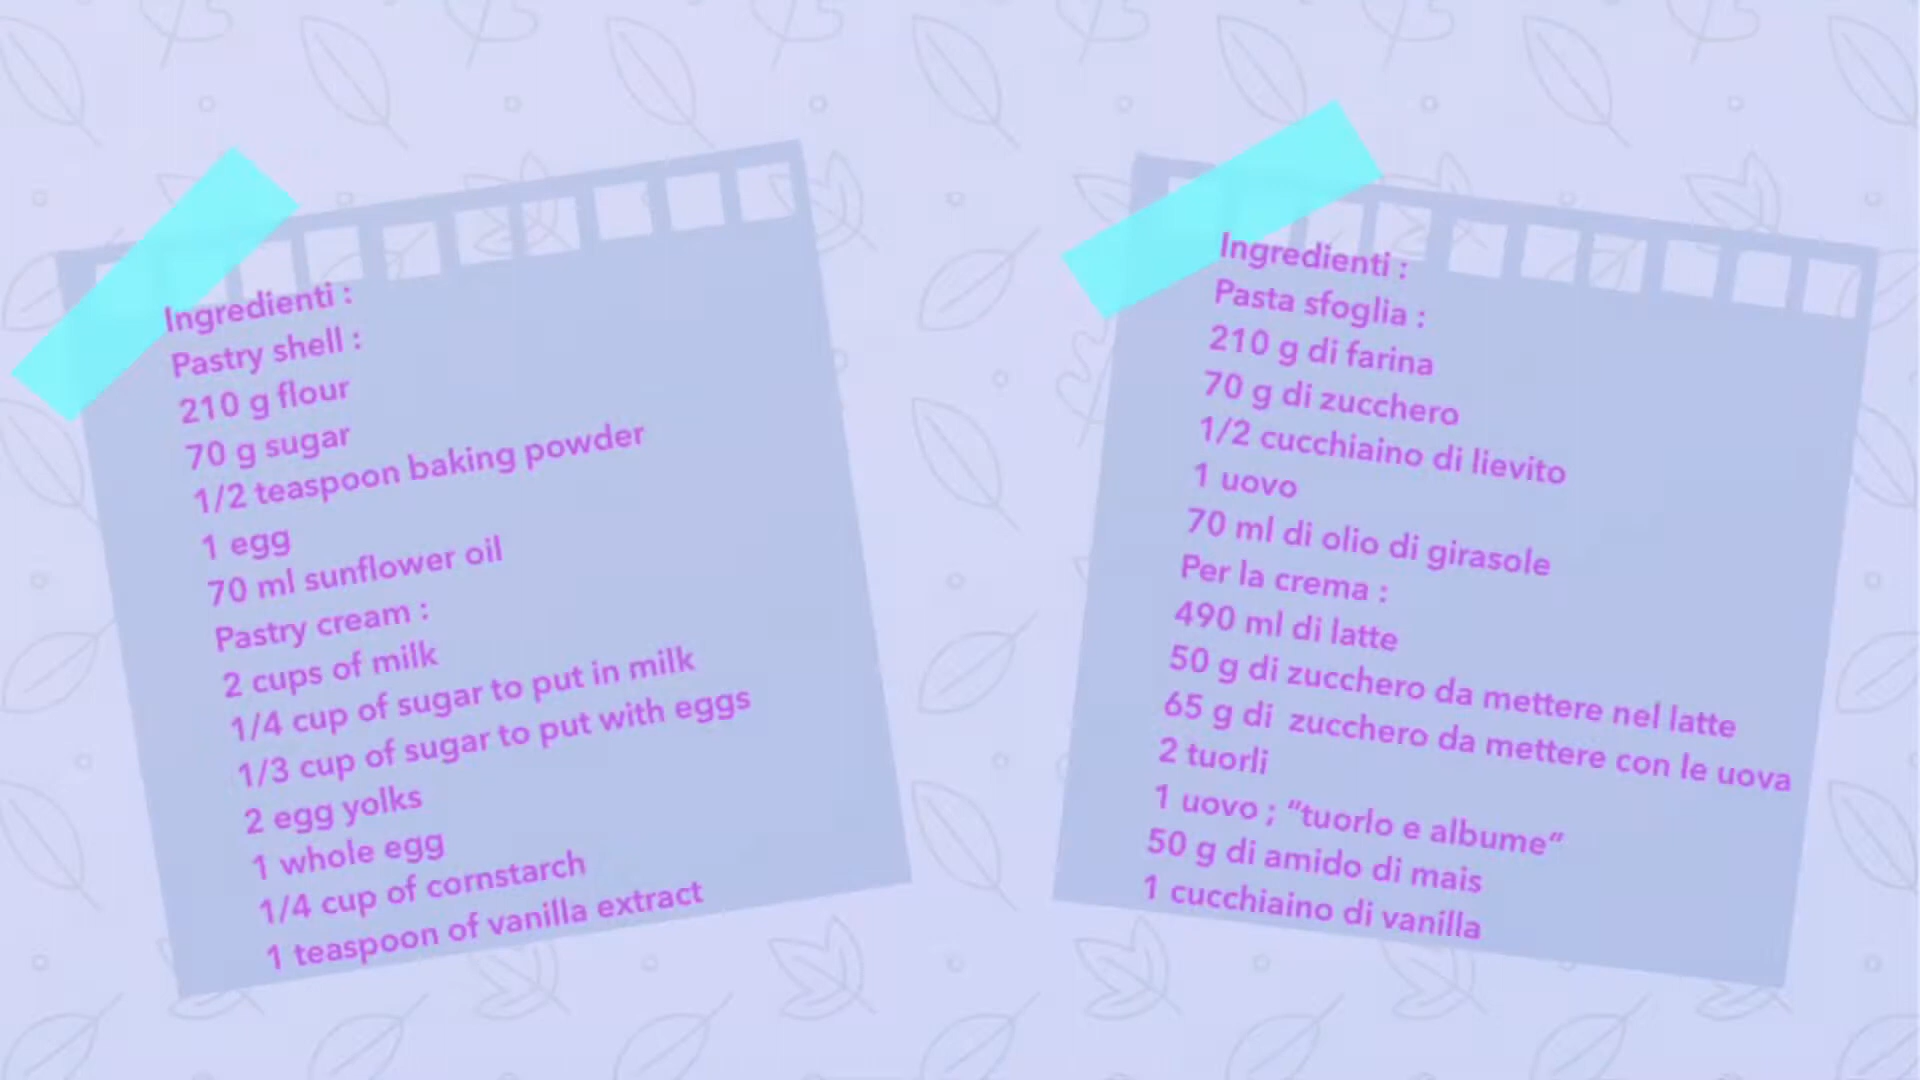 Ingredienti :
Pastry shell :
210 g flour
70 g sugar
1/2 teaspoon baking powder
1 egg
70 ml sunflower oil
Pastry cream :
2 cups of milk
1/4 cup of sugar to put in milk
1/3 cup of sugar to put with eggs
2 egg yolks
1 whole egg
1/4 cup of cornstarch
1 teaspoon of vanilla extract
Ingredienti :
Pasta sfoglia :
210 g di farina
70 g di zucchero
1/2 cucchiaino di lievito
1 uovo
70 ml di olio di girasole
Per la crema :
490 ml di latte
50 g di zucchero da mettere nel latte
65 g di zucchero da mettere con le uova
2 tuorli
1 uovo ; “tuorlo e albume”
50 g di amido di mais
1 cucchiaino di vanilla